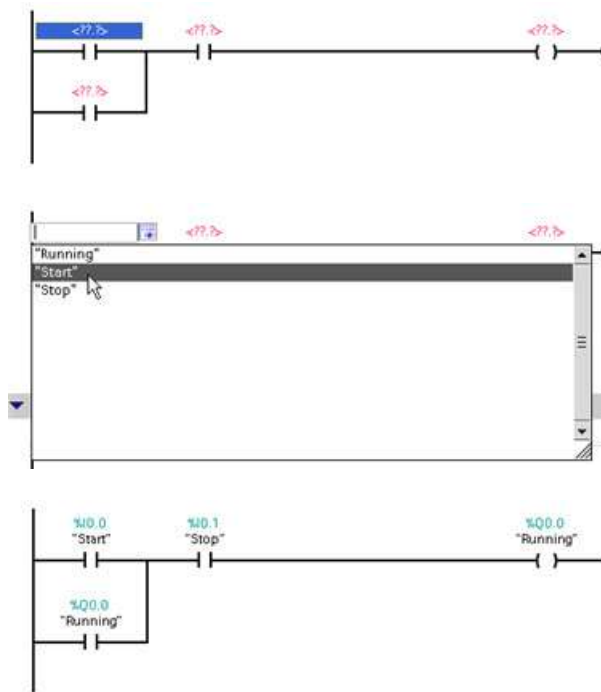 <??.?> <??.?> <??.?>
<??.?>
<??.?> <??.?>
"Running"
"Start"
"Stop"
%I0.0 %I0.1 %Q0.0
"Start" "Stop" "Running"
%Q0.0
"Running"